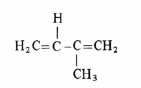 H
H₂C=C-C=CH₂
CH₃